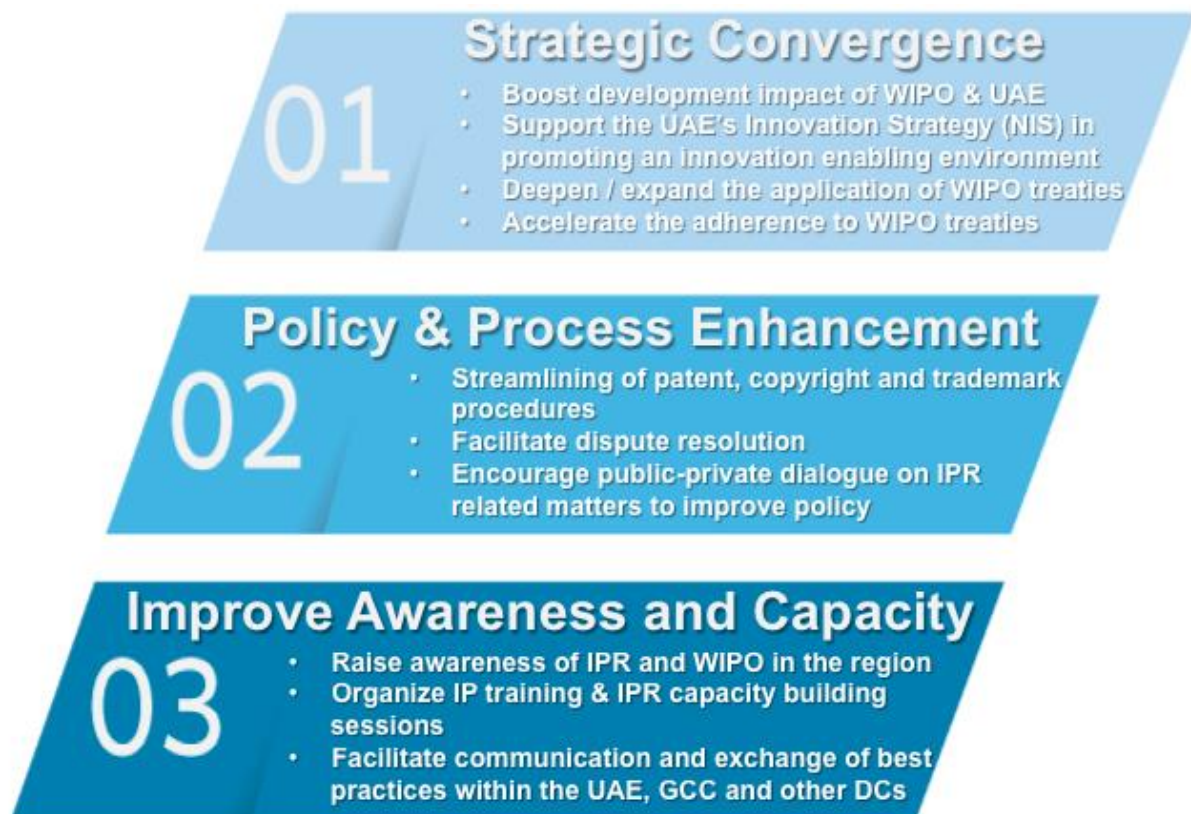 Strategic Convergence
01
• Boost development impact of WIPO & UAE
• Support the UAE's Innovation Strategy (NIS) in
promoting an innovation enabling environment
• Deepen / expand the application of WIPO treaties
• Accelerate the adherence to WIPO treaties
Policy & Process Enhancement
02
• Streamlining of patent, copyright and trademark
procedures
• Facilitate dispute resolution
• Encourage public-private dialogue on IPR
related matters to improve policy
Improve Awareness and Capacity
03
• Raise awareness of IPR and WIPO in the region
• Organize IP training & IPR capacity building
sessions
• Facilitate communication and exchange of best
practices within the UAE, GCC and other DCs